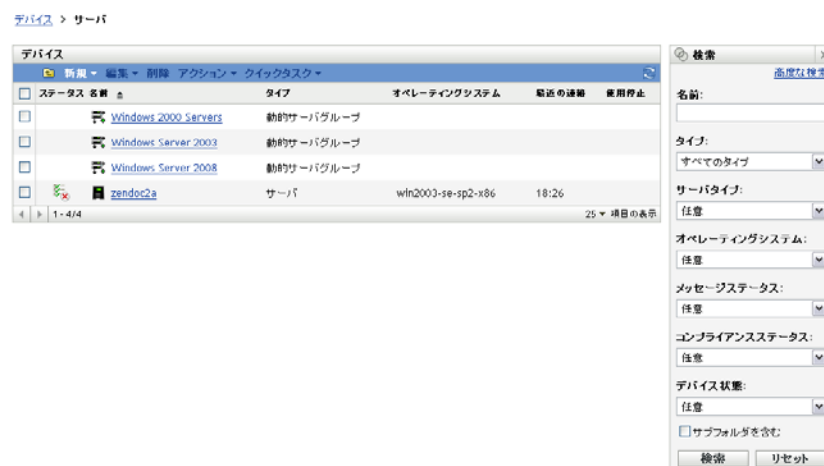 デバイス > サーバ
デバイス
新規 編集 削除 アクション クイックタスク
ステータス 名前 タイプ オペレーティングシステム 最近の連絡 使用停止
Windows 2000 Servers 動的サーバグループ
Windows Server 2003 動的サーバグループ
Windows Server 2008 動的サーバグループ
zendoc2a サーバ win2003-se-sp2-x86 18:26
1 - 4/4 25 項目の表示
検索
高度な検索
名前:
タイプ:
すべてのタイプ
サーバタイプ:
任意
オペレーティングシステム:
任意
メッセージステータス:
任意
コンプライアンスステータス:
任意
デバイス状態:
任意
サブフォルダを含む
検索 リセット